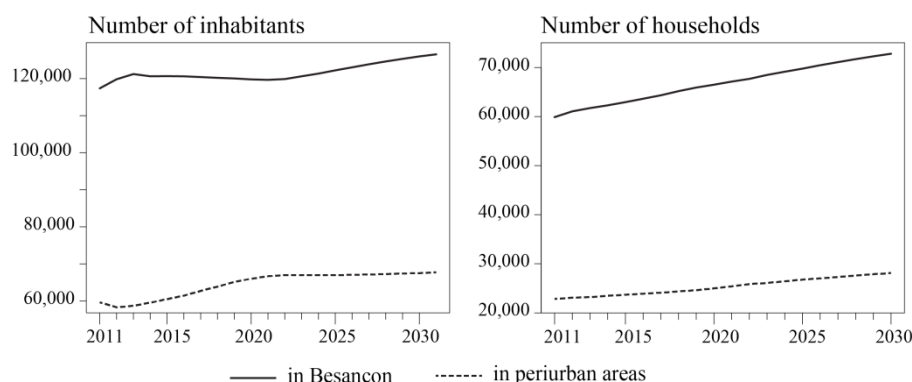 Number of inhabitants
120,000
100,000
80,000
60,000
2011 2015 2020 2025 2030
Number of households
70,000
60,000
50,000
40,000
30,000
20,000
2011 2015 2020 2025 2030
in Besançon in periurban areas